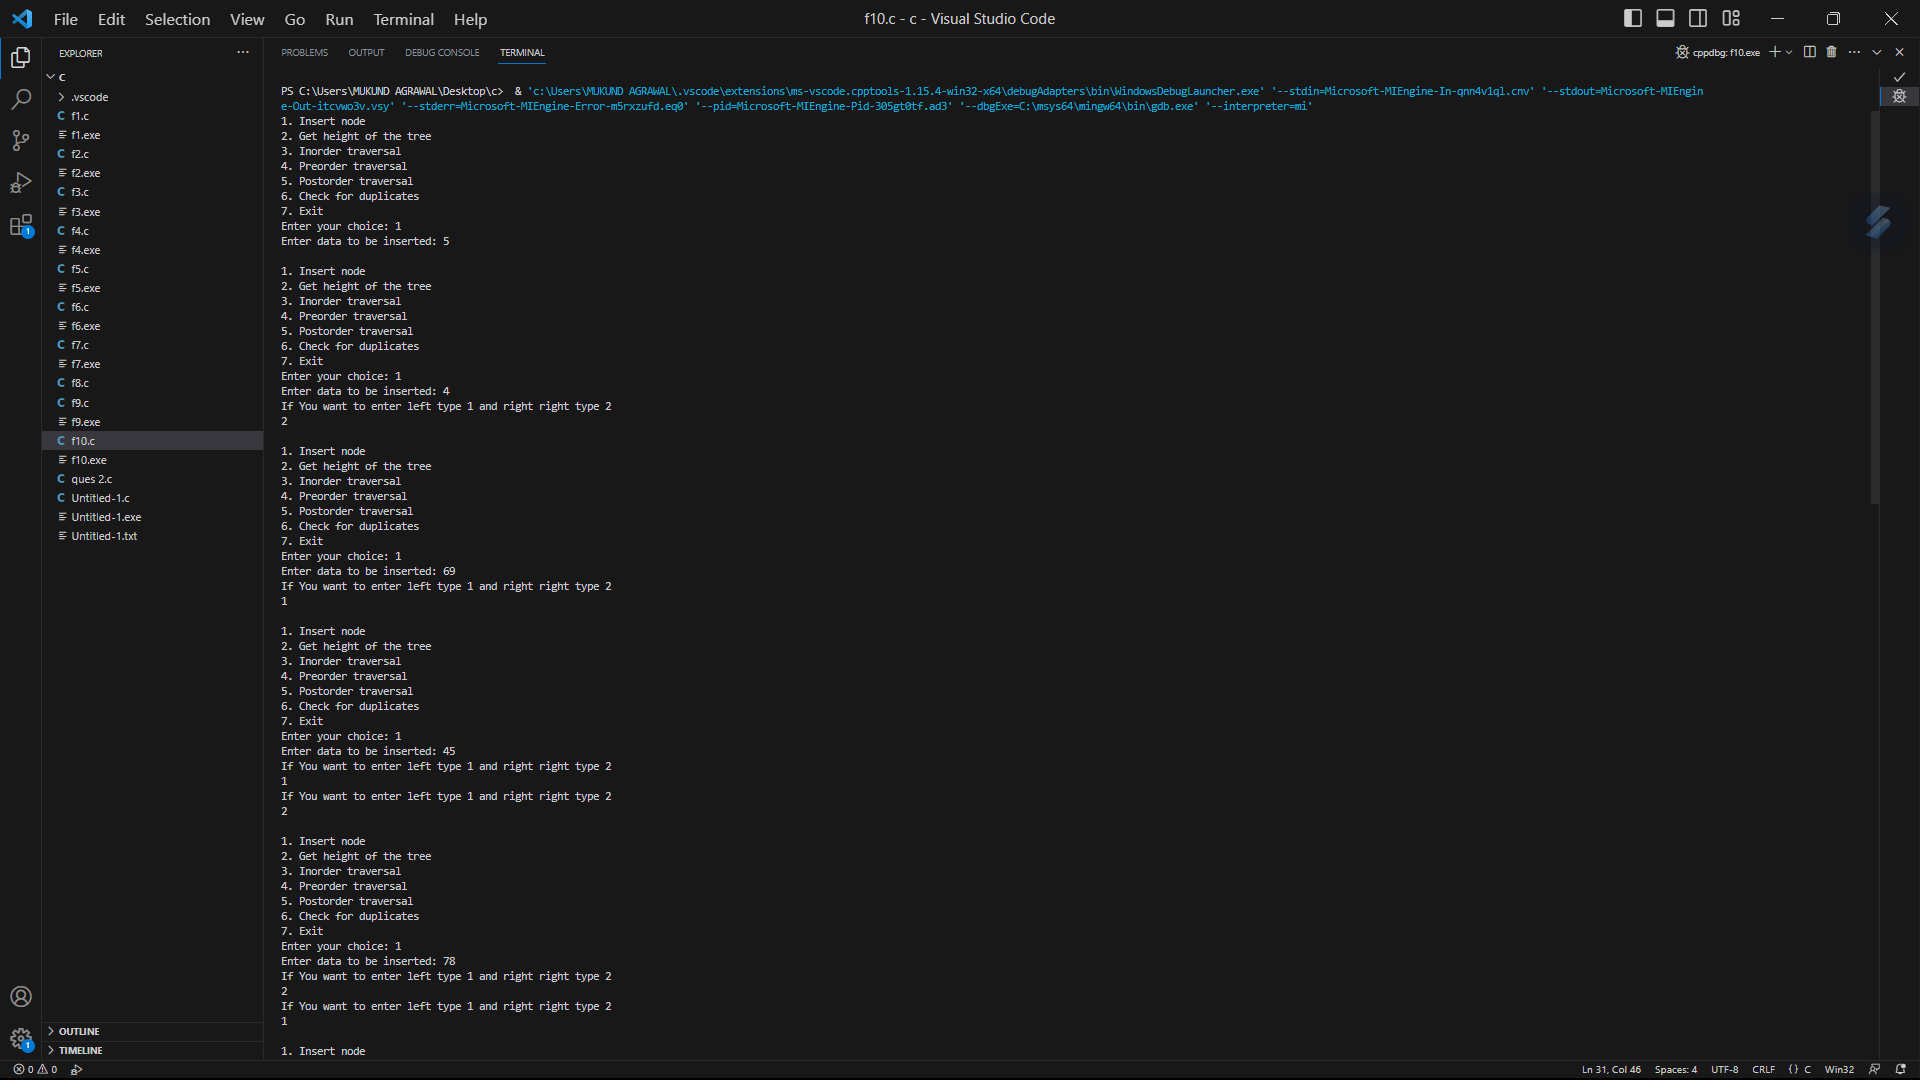 File Edit Selection View Go Run Terminal Help
f10.c - c - Visual Studio Code
EXPLORER ...
C
.vscode
C f1.c
f1.exe
C f2.c
f2.exe
C f3.c
f3.exe
C f4.c
f4.exe
C f5.c
f5.exe
C f6.c
f6.exe
C f7.c
f7.exe
C f8.c
C f9.c
f9.exe
C f10.c
f10.exe
C ques 2.c
C Untitled-1.c
Untitled-1.exe
Untitled-1.txt
OUTLINE
TIMELINE
1
1
PROBLEMS OUTPUT DEBUG CONSOLE TERMINAL
cppdbg: f10.exe
PS C:\Users\MUKUND AGRAWAL\Desktop\c>  & 'c:\Users\MUKUND AGRAWAL\.vscode\extensions\ms-vscode.cpptools-1.15.4-win32-x64\debugAdapters\bin\WindowsDebugLauncher.exe' '--stdin=Microsoft-MIEngine-In-qnn4v1ql.cnv' '--stdout=Microsoft-MIEngin
e-Out-itcvwo3v.vsy' '--stderr=Microsoft-MIEngine-Error-m5rxzufd.eq0' '--pid=Microsoft-MIEngine-Pid-305gt0tf.ad3' '--dbgExe=C:\msys64\mingw64\bin\gdb.exe' '--interpreter=mi'
1. Insert node
2. Get height of the tree
3. Inorder traversal
4. Preorder traversal
5. Postorder traversal
6. Check for duplicates
7. Exit
Enter your choice: 1
Enter data to be inserted: 5
1. Insert node
2. Get height of the tree
3. Inorder traversal
4. Preorder traversal
5. Postorder traversal
6. Check for duplicates
7. Exit
Enter your choice: 1
Enter data to be inserted: 4
If You want to enter left type 1 and right right type 2
2
1. Insert node
2. Get height of the tree
3. Inorder traversal
4. Preorder traversal
5. Postorder traversal
6. Check for duplicates
7. Exit
Enter your choice: 1
Enter data to be inserted: 69
If You want to enter left type 1 and right right type 2
1
1. Insert node
2. Get height of the tree
3. Inorder traversal
4. Preorder traversal
5. Postorder traversal
6. Check for duplicates
7. Exit
Enter your choice: 1
Enter data to be inserted: 45
If You want to enter left type 1 and right right type 2
1
If You want to enter left type 1 and right right type 2
2
1. Insert node
2. Get height of the tree
3. Inorder traversal
4. Preorder traversal
5. Postorder traversal
6. Check for duplicates
7. Exit
Enter your choice: 1
Enter data to be inserted: 78
If You want to enter left type 1 and right right type 2
2
If You want to enter left type 1 and right right type 2
1
1. Insert node
0 0
Ln 31, Col 46 Spaces: 4 UTF-8 CRLF {} C Win32